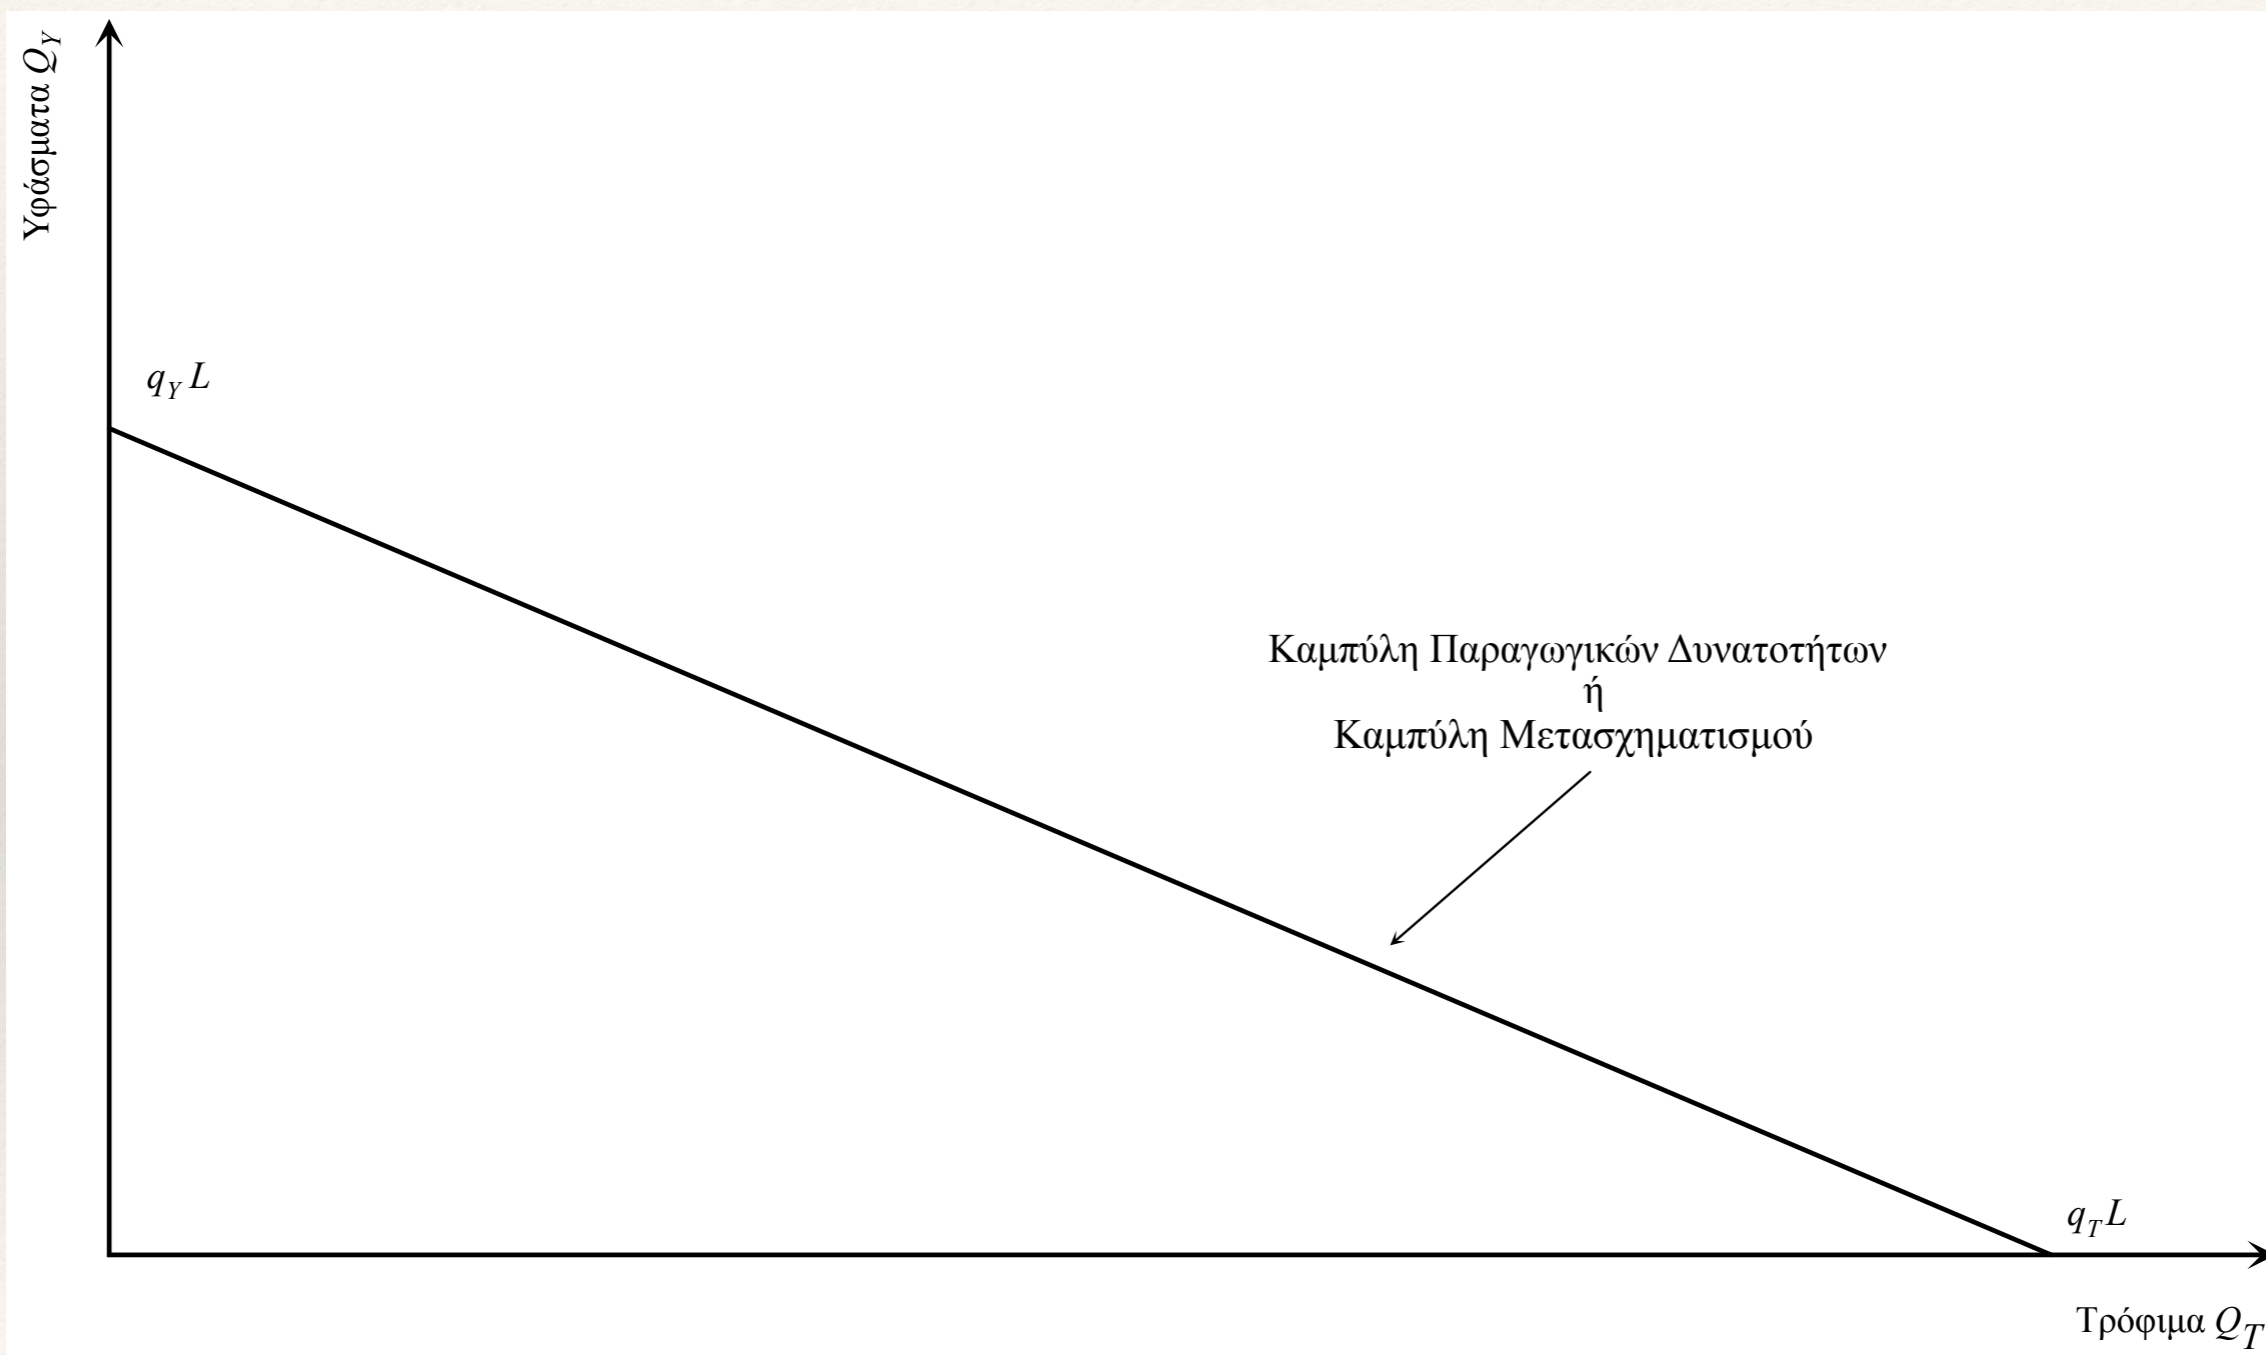 Υφάσματα Q_Y
q_Y L
Καμπύλη Παραγωγικών Δυνατοτήτων
ή
Καμπύλη Μετασχηματισμού
q_T L
Τρόφιμα Q_T